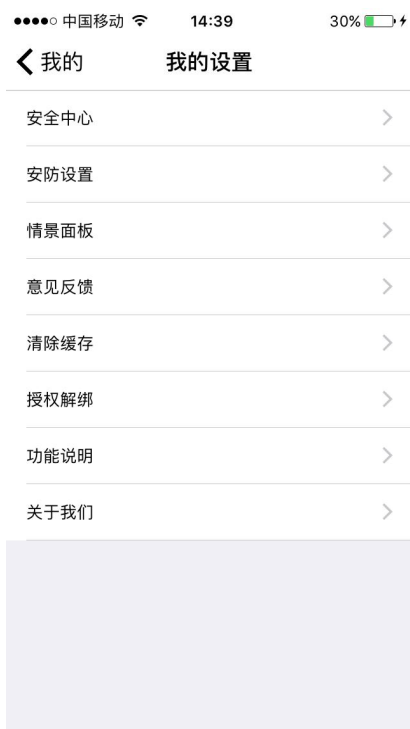 中国移动 14:39 30%
我的 我的设置
安全中心
安防设置
情景面板
意见反馈
清除缓存
授权解绑
功能说明
关于我们